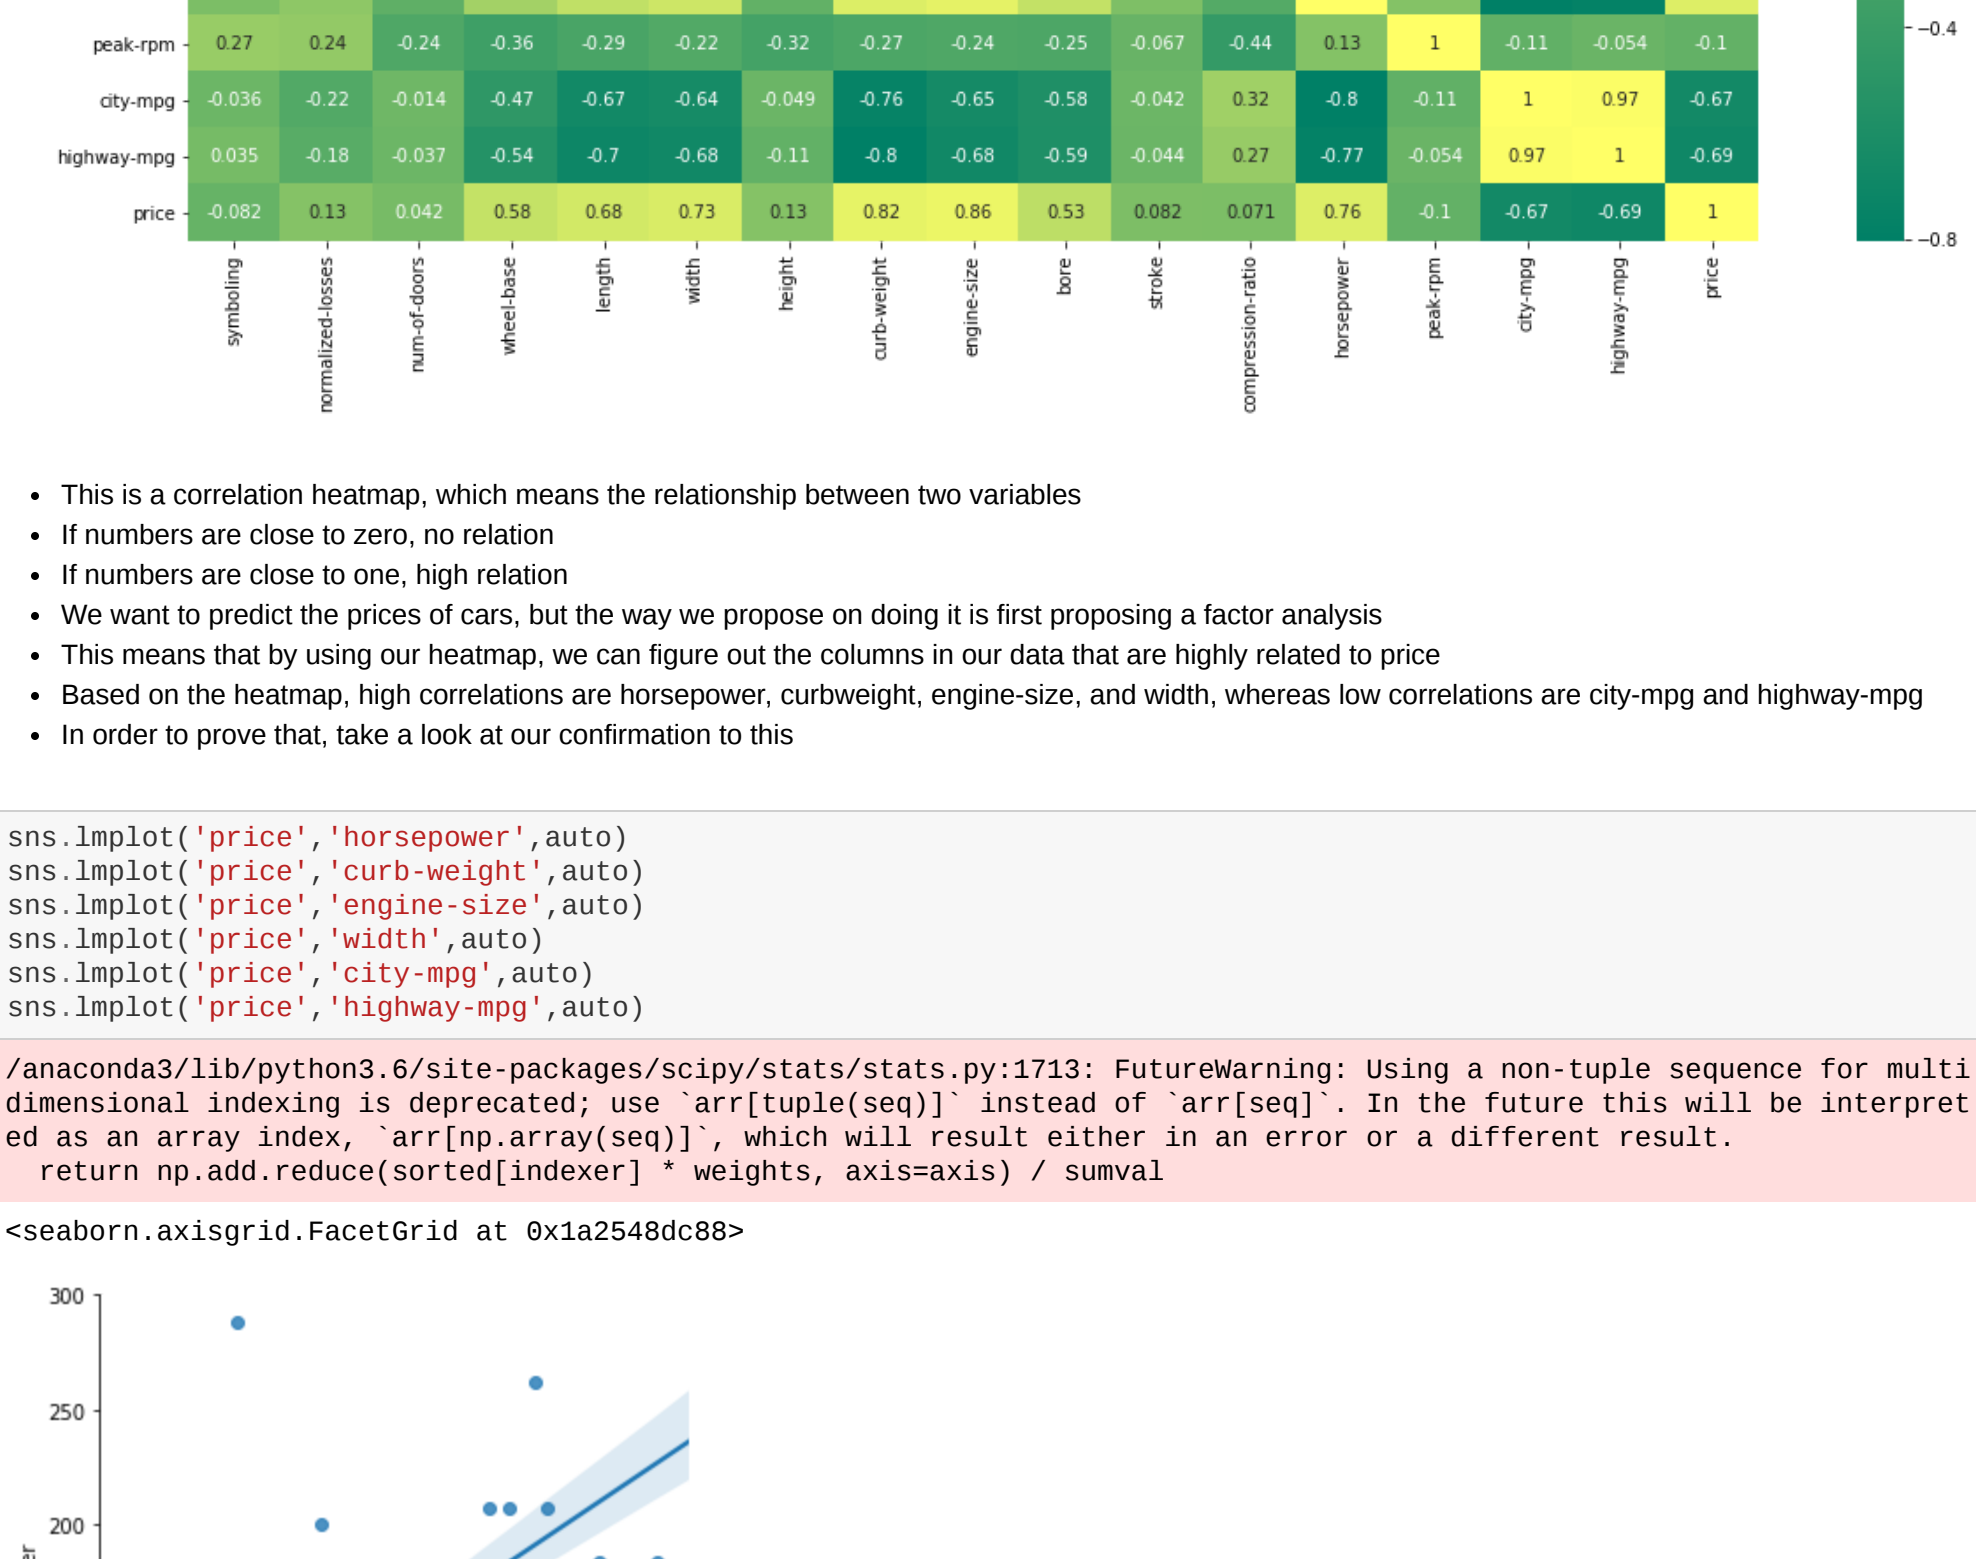 peak-rpm 0.27 0.24 -0.24 -0.36 -0.29 -0.22 -0.32 -0.27 -0.24 -0.25 -0.067 -0.44 0.13 1 -0.11 -0.054 -0.1 −0.4
city-mpg -0.036 -0.22 -0.014 -0.47 -0.67 -0.64 -0.049 -0.76 -0.65 -0.58 -0.042 0.32 -0.8 -0.11 1 0.97 -0.67
highway-mpg 0.035 -0.18 -0.037 -0.54 -0.7 -0.68 -0.11 -0.8 -0.68 -0.59 -0.044 0.27 -0.77 -0.054 0.97 1 -0.69
price -0.082 0.13 0.042 0.58 0.68 0.73 0.13 0.82 0.86 0.53 0.082 0.071 0.76 -0.1 -0.67 -0.69 1 −0.8
symboling normalized-losses num-of-doors wheel-base length width height curb-weight engine-size bore stroke compression-ratio horsepower peak-rpm city-mpg highway-mpg price
• This is a correlation heatmap, which means the relationship between two variables
• If numbers are close to zero, no relation
• If numbers are close to one, high relation
• We want to predict the prices of cars, but the way we propose on doing it is first proposing a factor analysis
• This means that by using our heatmap, we can figure out the columns in our data that are highly related to price
• Based on the heatmap, high correlations are horsepower, curbweight, engine-size, and width, whereas low correlations are city-mpg and highway-mpg
• In order to prove that, take a look at our confirmation to this
sns.lmplot('price','horsepower',auto)
sns.lmplot('price','curb-weight',auto)
sns.lmplot('price','engine-size',auto)
sns.lmplot('price','width',auto)
sns.lmplot('price','city-mpg',auto)
sns.lmplot('price','highway-mpg',auto)
/anaconda3/lib/python3.6/site-packages/scipy/stats/stats.py:1713: FutureWarning: Using a non-tuple sequence for multi
dimensional indexing is deprecated; use `arr[tuple(seq)]` instead of `arr[seq]`. In the future this will be interpret
ed as an array index, `arr[np.array(seq)]`, which will result either in an error or a different result.
  return np.add.reduce(sorted[indexer] * weights, axis=axis) / sumval
<seaborn.axisgrid.FacetGrid at 0x1a2548dc88>
300
250
200
er